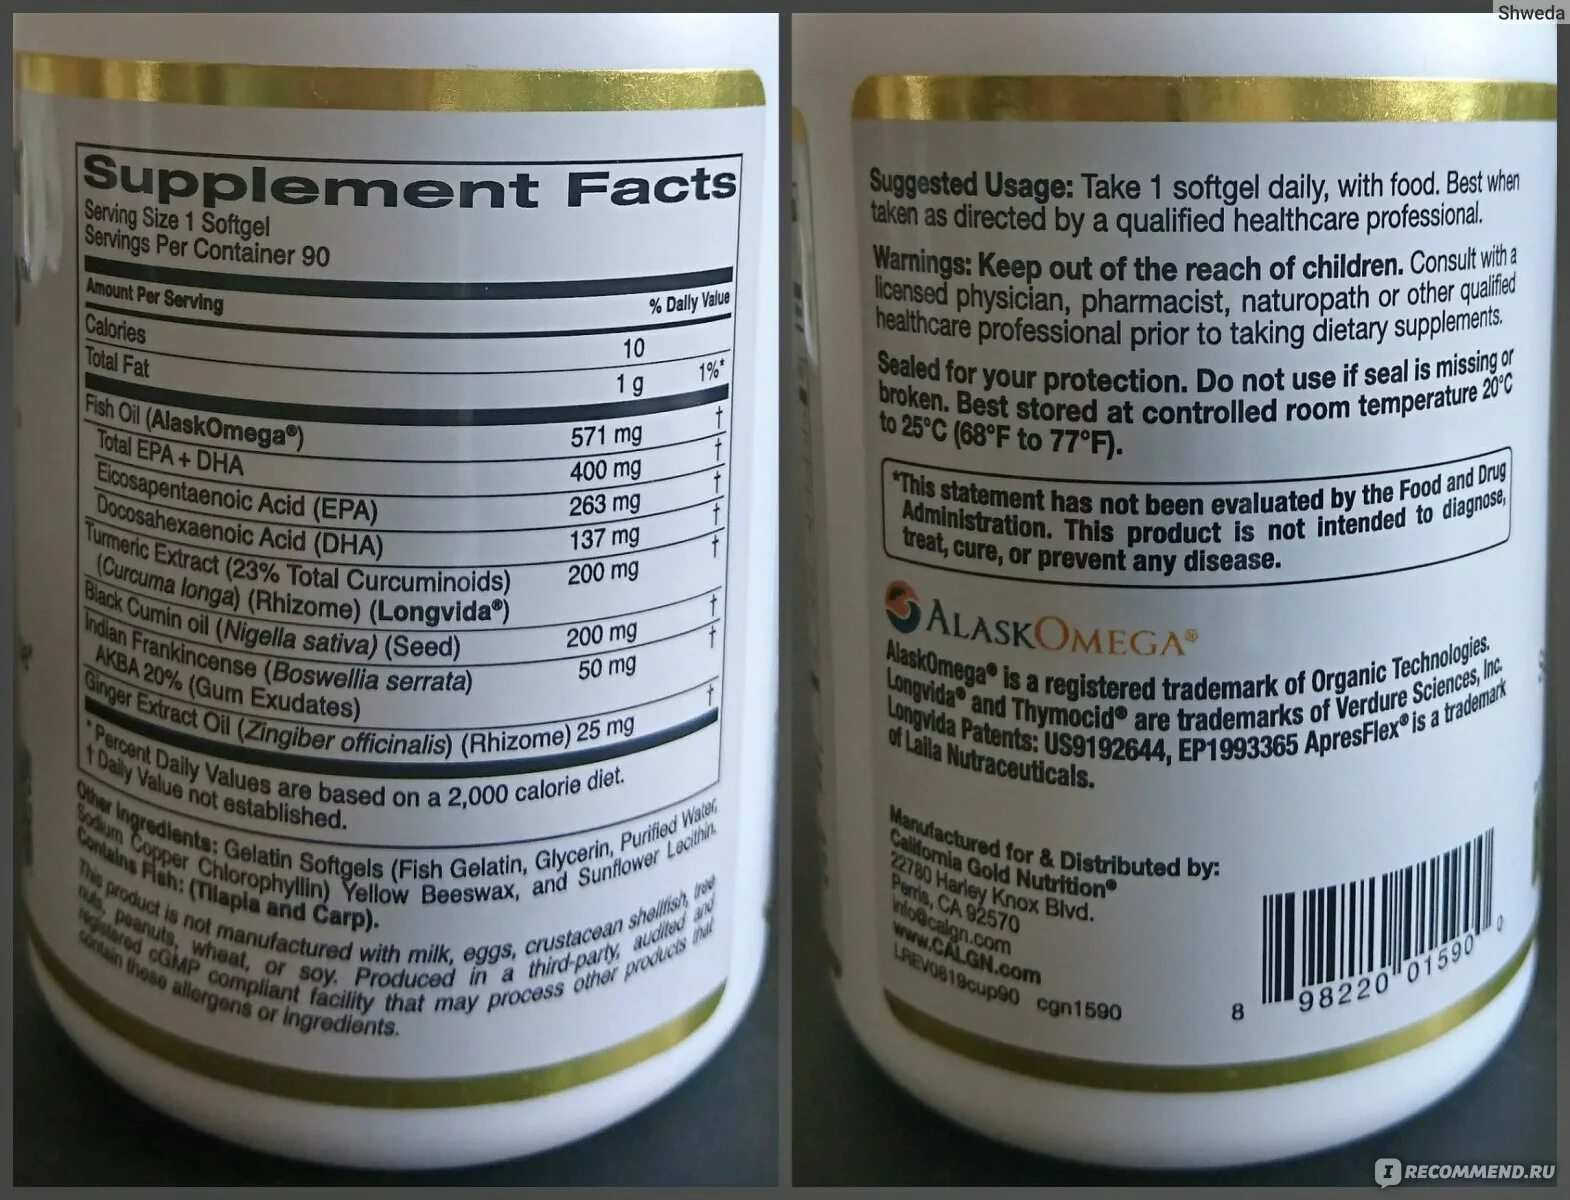 Shweda
Supplement Facts
Serving Size 1 Softgel
Servings Per Container 90
Amount Per Serving % Daily Value
Calories 10
Total Fat 1 g 1%*
Fish Oil (AlaskOmega®) 571 mg †
Total EPA + DHA 400 mg †
Eicosapentaenoic Acid (EPA) 263 mg †
Docosahexaenoic Acid (DHA) 137 mg †
Turmeric Extract (23% Total Curcuminoids) 200 mg †
(Curcuma longa) (Rhizome) (Longvida®)
Black Cumin oil (Nigella sativa) (Seed) 200 mg †
Indian Frankincense (Boswellia serrata) 50 mg †
AKBA 20% (Gum Exudates)
Ginger Extract Oil (Zingiber officinalis) (Rhizome) 25 mg †
* Percent Daily Values are based on a 2,000 calorie diet.
† Daily Value not established.
Other Ingredients: Gelatin Softgels (Fish Gelatin, Glycerin, Purified Water,
Sodium Copper Chlorophyllin) Yellow Beeswax, and Sunflower Lecithin.
Contains Fish: (Tilapia and Carp).
This product is not manufactured with milk, eggs, crustacean shellfish, tree
nuts, peanuts, wheat, or soy. Produced in a third-party, audited and
registered cGMP compliant facility that may process other products that
contain these allergens or ingredients.
Suggested Usage: Take 1 softgel daily, with food. Best when
taken as directed by a qualified healthcare professional.
Warnings: Keep out of the reach of children. Consult with a
licensed physician, pharmacist, naturopath or other qualified
healthcare professional prior to taking dietary supplements.
Sealed for your protection. Do not use if seal is missing or
broken. Best stored at controlled room temperature 20°C
to 25°C (68°F to 77°F).
*This statement has not been evaluated by the Food and Drug
Administration. This product is not intended to diagnose,
treat, cure, or prevent any disease.
ALASKOMEGA®
AlaskOmega® is a registered trademark of Organic Technologies.
Longvida® and Thymocid® are trademarks of Verdure Sciences, Inc.
Longvida Patents: US9192644, EP1993365 ApresFlex® is a trademark
of Laila Nutraceuticals.
Manufactured for & Distributed by:
California Gold Nutrition®
22780 Harley Knox Blvd.
Perris, CA 92570
info@calgn.com
www.CALGN.com
LREV0819cup90 cgn1590
8 98220 01590 0
IRECOMMEND.RU